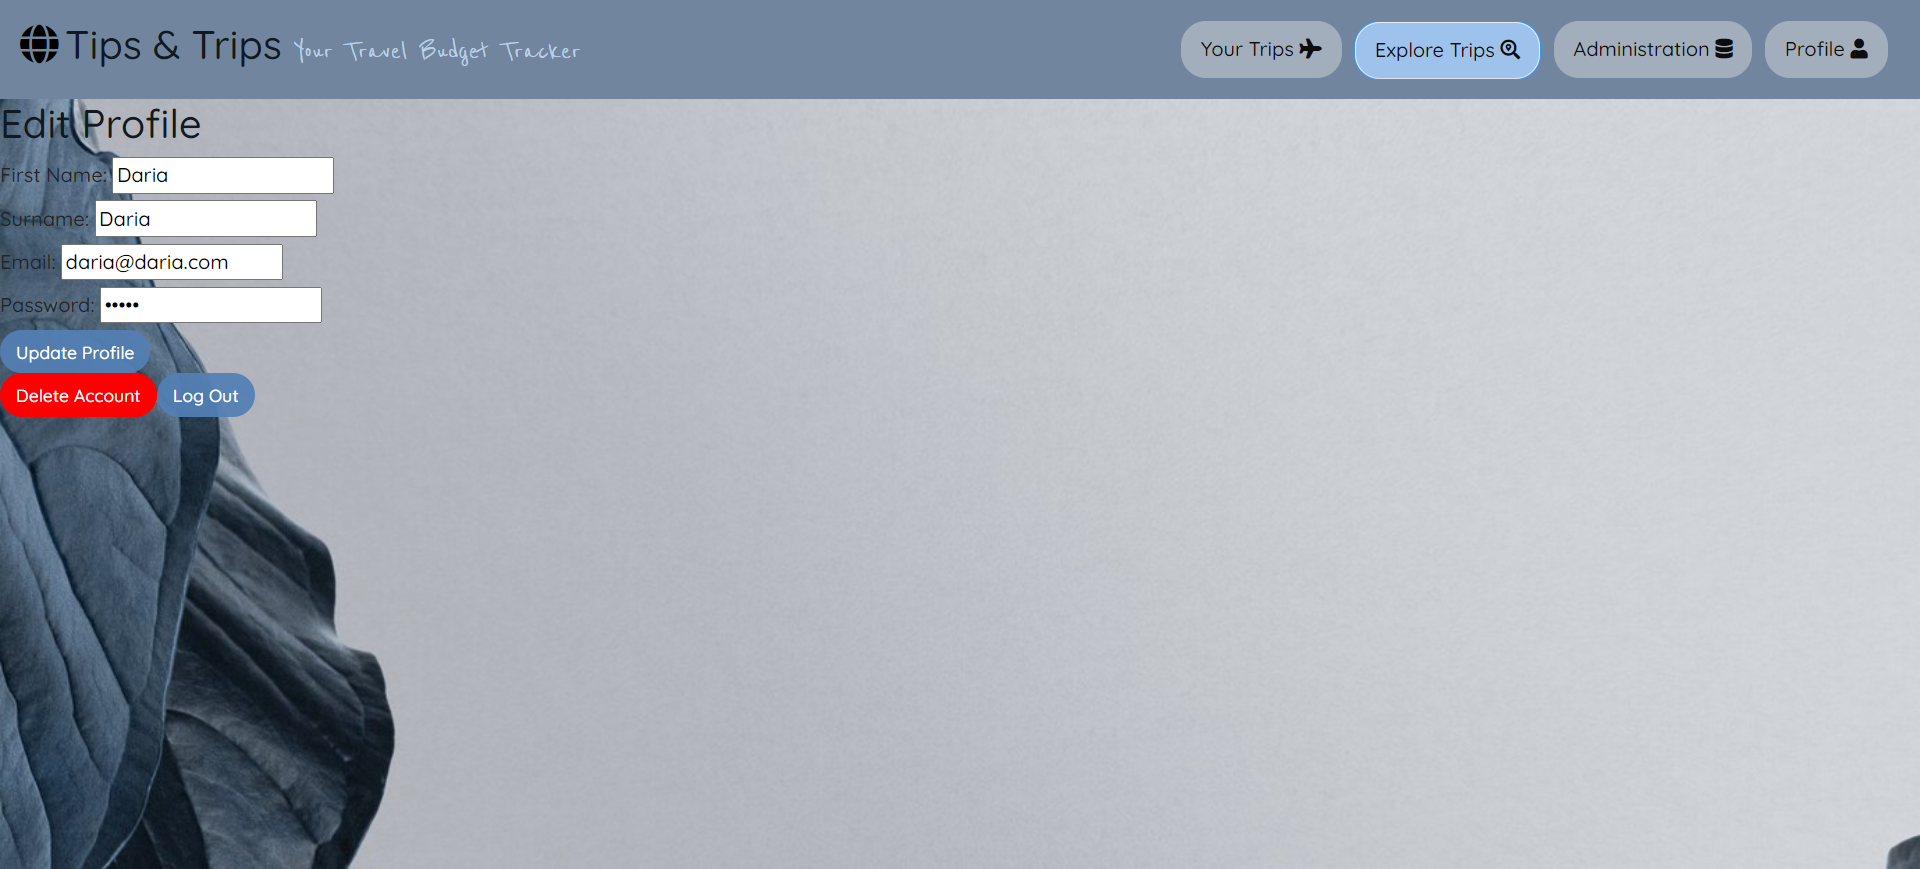 Tips & Trips Your Travel Budget Tracker
Your Trips
Explore Trips
Administration
Profile
Edit Profile
First Name: Daria
Surname: Daria
Email: daria@daria.com
Password: •••••
Update Profile
Delete Account Log Out